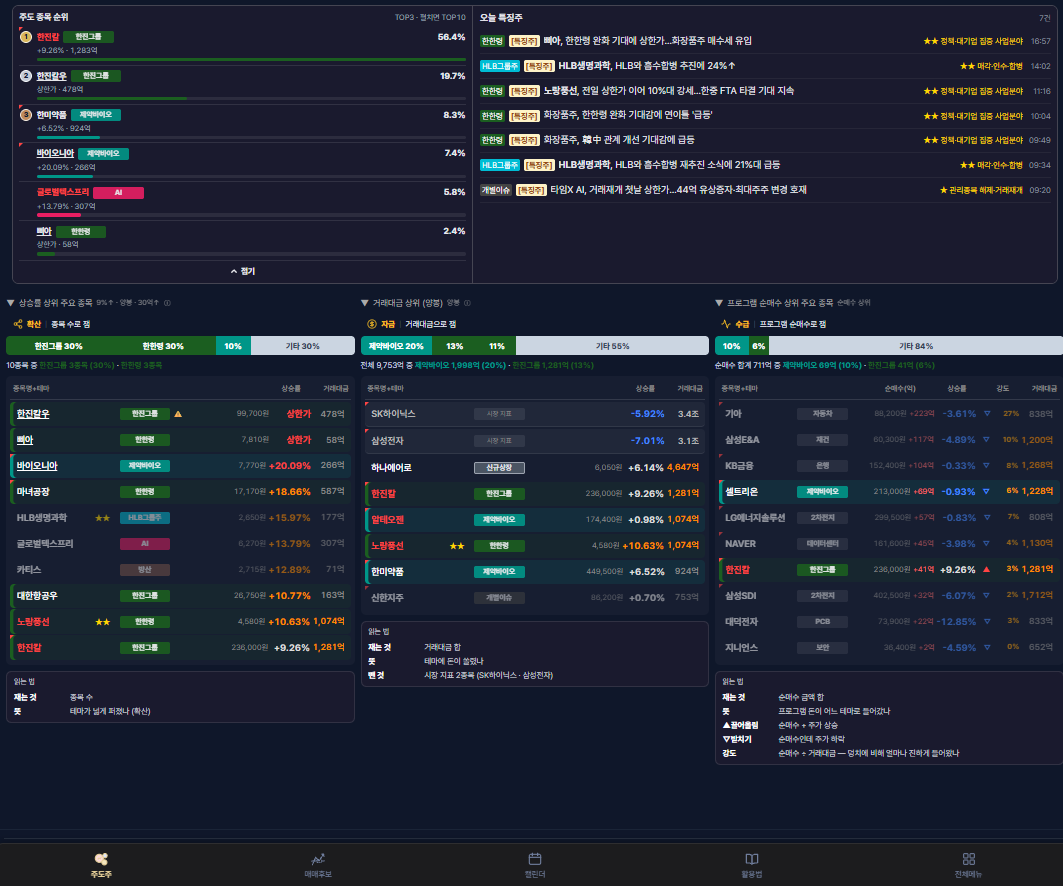 주도 종목 순위 TOP3 · 펼치면 TOP10
1 한진칼 한진그룹 56.4%
+9.26% · 1,283억
2 한진칼우 한진그룹 19.7%
상한가 · 478억
3 한미약품 제약바이오 8.3%
+6.52% · 924억
바이오니아 제약바이오 7.4%
+20.09% · 266억
글로벌텍스프리 AI 5.8%
+13.79% · 307억
삐아 한한령 2.4%
상한가 · 58억
접기
오늘 특징주 7건
한한령 [특징주] 삐아, 한한령 완화 기대에 상한가…화장품주 매수세 유입 ★★ 정책·대기업 집중 사업분야 16:57
HLB그룹주 [특징주] HLB생명과학, HLB와 흡수합병 추진에 24%↑ ★★ 매각·인수·합병 14:02
한한령 [특징주] 노랑풍선, 전일 상한가 이어 10%대 강세…한중 FTA 타결 기대 지속 ★★ 정책·대기업 집중 사업분야 11:16
한한령 [특징주] 화장품주, 한한령 완화 기대감에 연이틀 '급등' ★★ 정책·대기업 집중 사업분야 10:04
한한령 [특징주] 화장품주, 韓中 관계 개선 기대감에 급등 ★★ 정책·대기업 집중 사업분야 09:49
HLB그룹주 [특징주] HLB생명과학, HLB와 흡수합병 재추진 소식에 21%대 급등 ★★ 매각·인수·합병 09:34
개별이슈 [특징주] 타임X AI, 거래재개 첫날 상한가…44억 유상증자·최대주주 변경 호재 ★ 관리종목 해제·거래재개 09:20
▼ 상승률 상위 주요 종목 9%↑ · 양봉 · 30억↑
확산 | 종목 수로 잼
한진그룹 30% 한한령 30% 10% 기타 30%
10종목 중 한진그룹 3종목 (30%) · 한한령 3종목
종목명+테마 상승률 거래대금
한진칼우 한진그룹 99,700원 상한가 478억
삐아 한한령 7,810원 상한가 58억
바이오니아 제약바이오 7,770원 +20.09% 266억
마녀공장 한한령 17,170원 +18.66% 587억
HLB생명과학 ★★ HLB그룹주 2,650원 +15.97% 177억
글로벌텍스프리 AI 6,270원 +13.79% 307억
카티스 방산 2,715원 +12.89% 71억
대한항공우 한진그룹 26,750원 +10.77% 163억
노랑풍선 ★★ 한한령 4,580원 +10.63% 1,074억
한진칼 한진그룹 236,000원 +9.26% 1,281억
읽는 법
재는 것 종목 수
뜻 테마가 넓게 퍼졌나 (확산)
▼ 거래대금 상위 (양봉) 양봉
자금 | 거래대금으로 잼
제약바이오 20% 13% 11% 기타 55%
전체 9,753억 중 제약바이오 1,998억 (20%) · 한진그룹 1,281억 (13%)
종목명+테마 상승률 거래대금
SK하이닉스 시장 지표 -5.92% 3.4조
삼성전자 시장 지표 -7.01% 3.1조
하나에어로 신규상장 6,050원 +6.14% 4,647억
한진칼 한진그룹 236,000원 +9.26% 1,281억
알테오젠 제약바이오 174,400원 +0.98% 1,074억
노랑풍선 ★★ 한한령 4,580원 +10.63% 1,074억
한미약품 제약바이오 449,500원 +6.52% 924억
신한지주 개별이슈 86,200원 +0.70% 753억
읽는 법
재는 것 거래대금 합
뜻 테마에 돈이 쏠렸나
뺀 것 시장 지표 2종목 (SK하이닉스 · 삼성전자)
▼ 프로그램 순매수 상위 주요 종목 순매수 상위
수급 | 프로그램 순매수로 잼
10% 6% 기타 84%
순매수 합계 711억 중 제약바이오 69억 (10%) · 한진그룹 41억 (6%)
종목명+테마 순매수(억) 상승률 강도 거래대금
기아 자동차 88,200원 +223억 -3.61% ▽ 27% 838억
삼성E&A 재건 60,300원 +117억 -4.89% ▽ 10% 1,200억
KB금융 은행 152,400원 +104억 -0.33% ▽ 8% 1,268억
셀트리온 제약바이오 213,000원 +69억 -0.93% ▽ 6% 1,228억
LG에너지솔루션 2차전지 299,500원 +57억 -0.83% ▽ 7% 808억
NAVER 데이터센터 161,600원 +45억 -3.98% ▽ 4% 1,130억
한진칼 한진그룹 236,000원 +41억 +9.26% ▲ 3% 1,281억
삼성SDI 2차전지 402,500원 +32억 -6.07% ▽ 2% 1,712억
대덕전자 PCB 73,900원 +22억 -12.85% ▽ 3% 833억
지니언스 보안 36,400원 +2억 -4.59% ▽ 0% 652억
읽는 법
재는 것 순매수 금액 합
뜻 프로그램 돈이 어느 테마로 들어갔나
▲끌어올림 순매수 + 주가 상승
▽받치기 순매수인데 주가 하락
강도 순매수 ÷ 거래대금 — 덩치에 비해 얼마나 진하게 들어왔나
주도주 매매후보 캘린더 활용법 전체메뉴